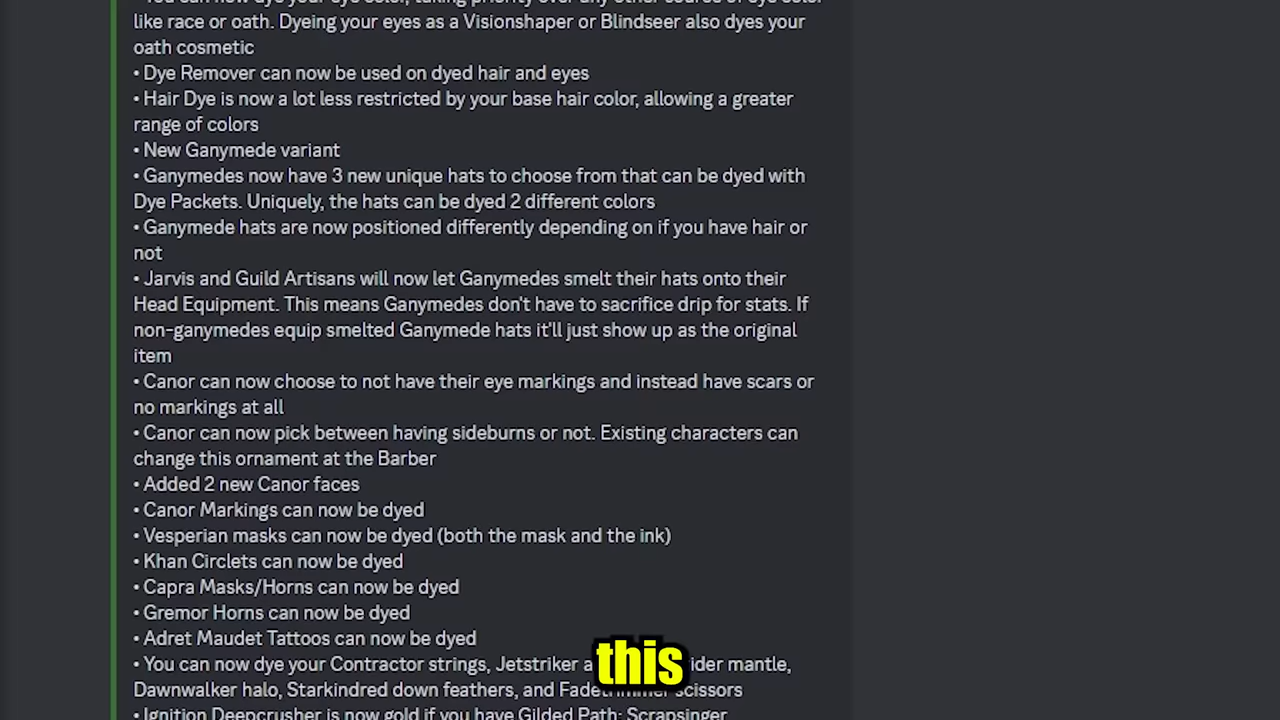 like race or oath. Dyeing your eyes as a Visionshaper or Blindseer also dyes your
oath cosmetic
• Dye Remover can now be used on dyed hair and eyes
• Hair Dye is now a lot less restricted by your base hair color, allowing a greater
range of colors
• New Ganymede variant
• Ganymedes now have 3 new unique hats to choose from that can be dyed with
Dye Packets. Uniquely, the hats can be dyed 2 different colors
• Ganymede hats are now positioned differently depending on if you have hair or
not
• Jarvis and Guild Artisans will now let Ganymedes smelt their hats onto their
Head Equipment. This means Ganymedes don't have to sacrifice drip for stats. If
non-ganymedes equip smelted Ganymede hats it'll just show up as the original
item
• Canor can now choose to not have their eye markings and instead have scars or
no markings at all
• Canor can now pick between having sideburns or not. Existing characters can
change this ornament at the Barber
• Added 2 new Canor faces
• Canor Markings can now be dyed
• Vesperian masks can now be dyed (both the mask and the ink)
• Khan Circlets can now be dyed
• Capra Masks/Horns can now be dyed
• Gremor Horns can now be dyed
• Adret Maudet Tattoos can now be dyed
• You can now dye your Contractor strings, Jetstriker mantle,
this
Dawnwalker halo, Starkindred down feathers, and scissors
• Ignition Deepcrusher is now gold if you have Gilded Path: Scrapsinger